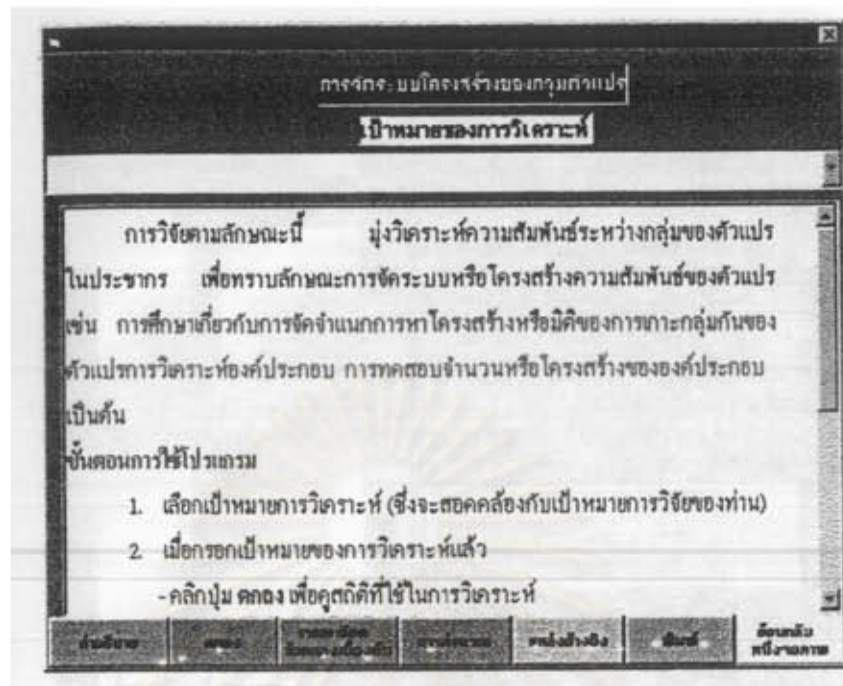 การจัดระบบโครงสร้างของกลุ่มตัวแปร
เป้าหมายของการวิเคราะห์
การวิจัยตามลักษณะนี้ มุ่งวิเคราะห์ความสัมพันธ์ระหว่างกลุ่มของตัวแปร
ในประชากร เพื่อทราบลักษณะการจัดระบบหรือโครงสร้างความสัมพันธ์ของตัวแปร
เช่น การศึกษาเกี่ยวกับการจัดจำแนกการหาโครงสร้างหรือมิติของการเกาะกลุ่มกันของ
ตัวแปรการวิเคราะห์องค์ประกอบ การทดสอบจำนวนหรือโครงสร้างขององค์ประกอบ
เป็นต้น
ขั้นตอนการใช้โปรแกรม
1. เลือกเป้าหมายการวิเคราะห์ (ซึ่งจะสอดคล้องกับเป้าหมายการวิจัยของท่าน)
2. เมื่อกรอกเป้าหมายของการวิเคราะห์แล้ว
- คลิกปุ่ม ตกลง เพื่อดูสถิติที่ใช้ในการวิเคราะห์
คำอธิบาย ตกลง แหล่งอ้างอิง พิมพ์ ย้อนกลับ
หนึ่งจอภาพ